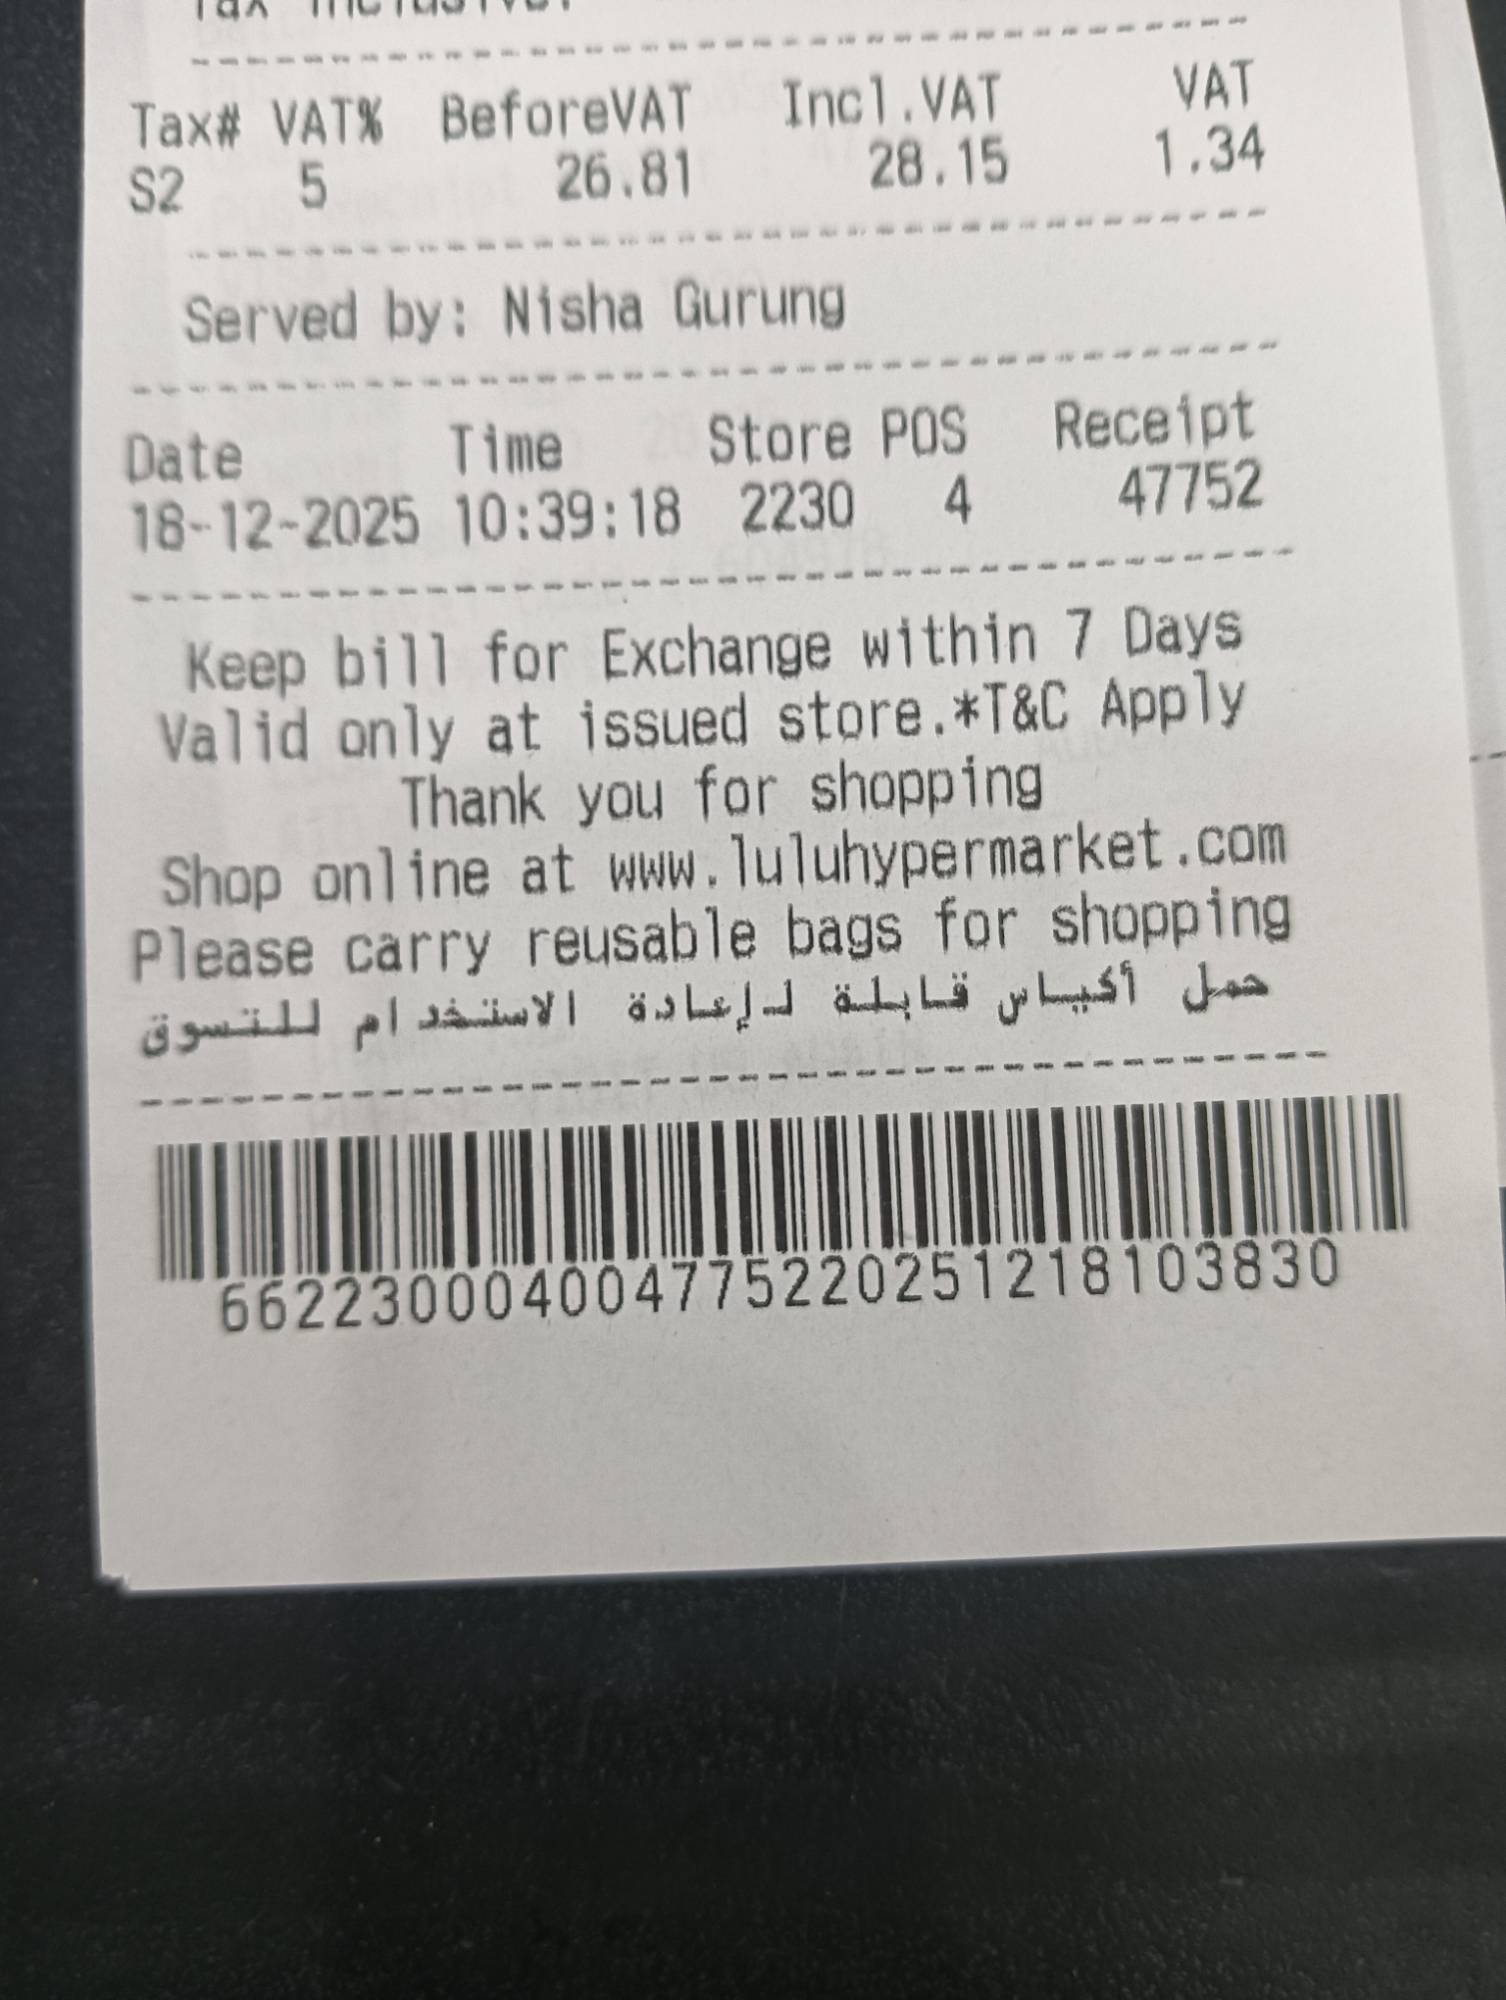 Tax Inclusive.
Tax# VAT% BeforeVAT Incl.VAT VAT
S2 5 26.81 28.15 1.34
Served by: Nisha Gurung
Date Time Store POS Receipt
18-12-2025 10:39:18 2230 4 47752
Keep bill for Exchange within 7 Days
Valid only at issued store.*T&C Apply
Thank you for shopping
Shop online at www.luluhypermarket.com
Please carry reusable bags for shopping
حمل أكياس قابلة لإعادة الاستخدام للتسوق
662230004004775220251218103830